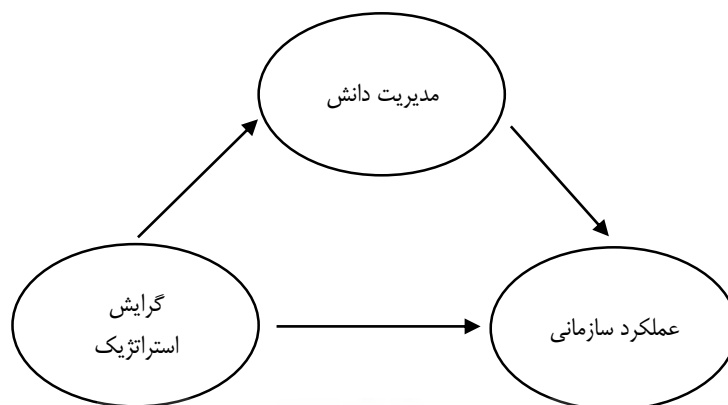 مدیریت دانش
گرایش
استراتژیک
عملکرد سازمانی